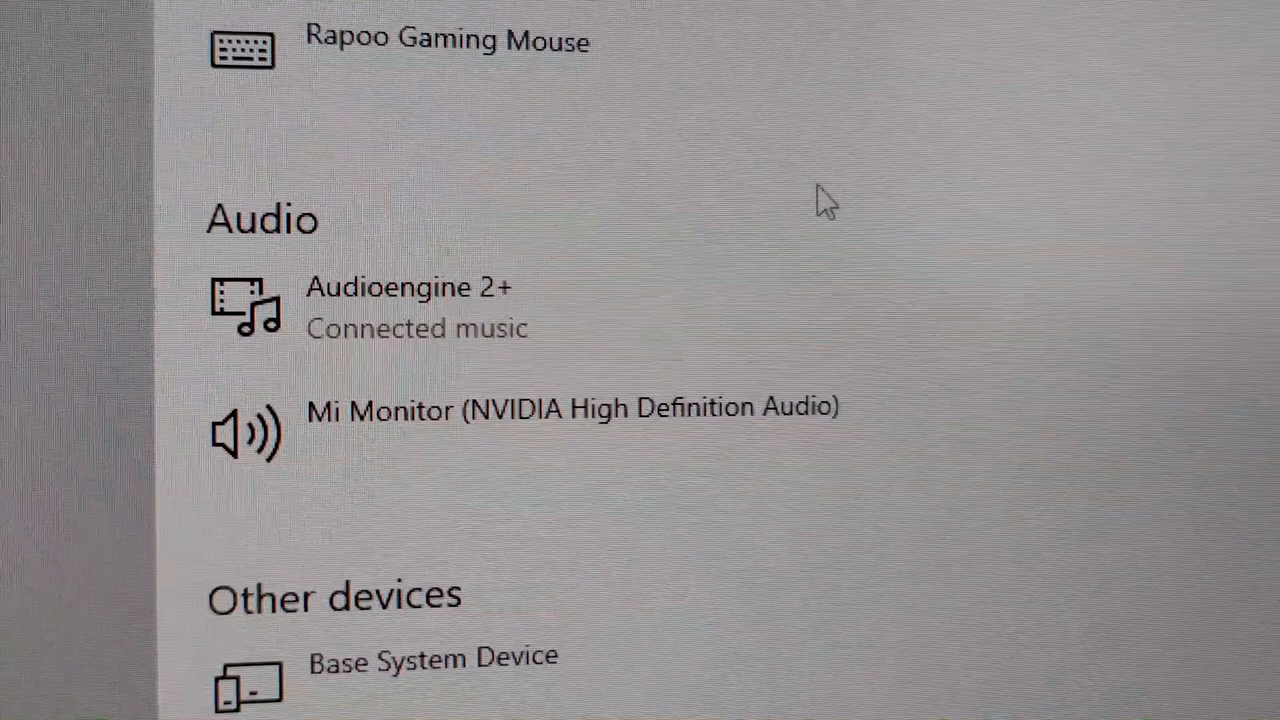 Rapoo Gaming Mouse
Audio
Audioengine 2+
Connected music
Mi Monitor (NVIDIA High Definition Audio)
Other devices
Base System Device